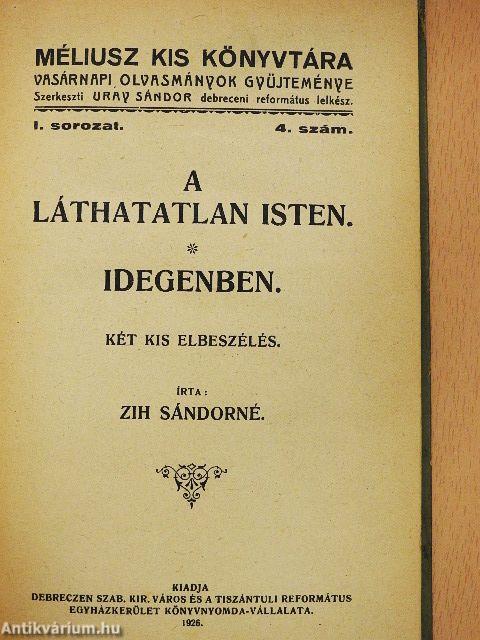 MÉLIUSZ KIS KÖNYVTÁRA
VASÁRNAPI OLVASMÁNYOK GYÜJTEMÉNYE
Szerkeszti URAY SÁNDOR debreceni református lelkész.
I. sorozat. 4. szám.
A
LÁTHATATLAN ISTEN.
*
IDEGENBEN.
KÉT KIS ELBESZÉLÉS.
ÍRTA:
ZIH SÁNDORNÉ.
KIADJA
DEBRECZEN SZAB. KIR. VÁROS ÉS A TISZÁNTULI REFORMÁTUS
EGYHÁZKERÜLET KÖNYVNYOMDA-VÁLLALATA.
1926.
Antikvárium.hu